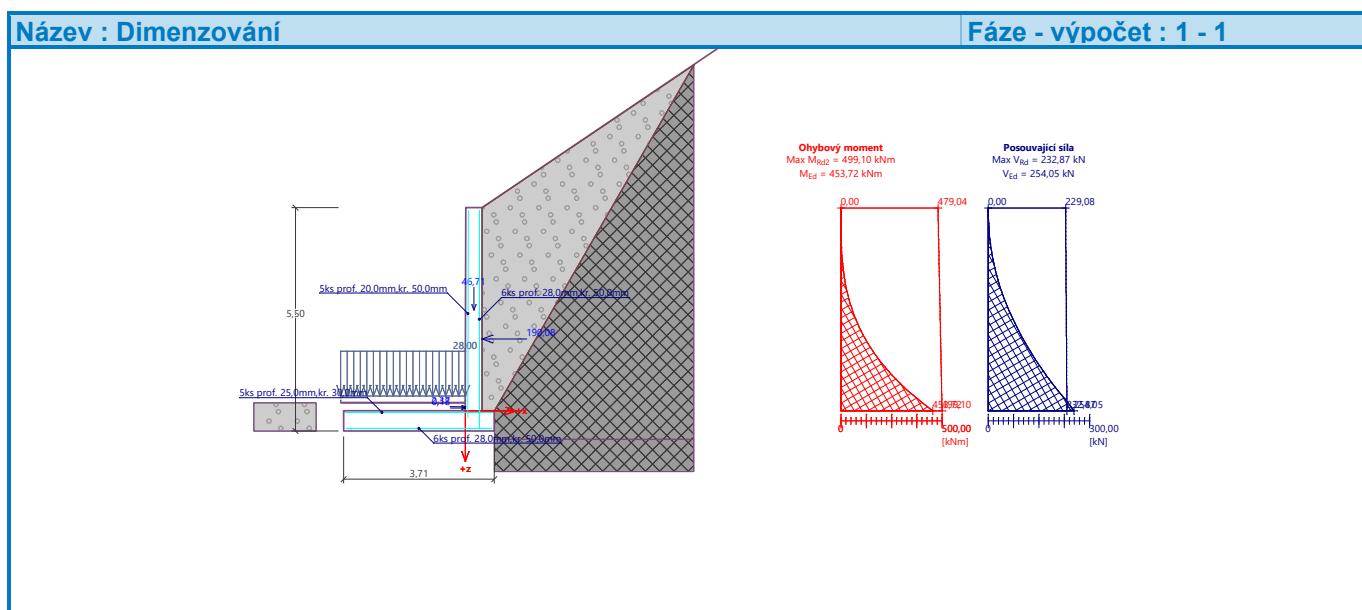 Název : Dimenzování
Fáze - výpočet : 1 - 1
Ohybový moment
Max MRd2 = 499,10 kNm
MEd = 453,72 kNm
Posouvající síla
Max VRd = 232,87 kN
VEd = 254,05 kN
0,00
479,04
0,00
229,08
46,71
5ks prof. 20,0mm,kr. 50,0mm
6ks prof. 28,0mm,kr. 50,0mm
5,50
190,08
28,00
5ks prof. 25,0mm,kr. 30,0mm
+x
6ks prof. 28,0mm,kr. 50,0mm
+z
3,71
0
500,00
[kNm]
0
300,00
[kN]